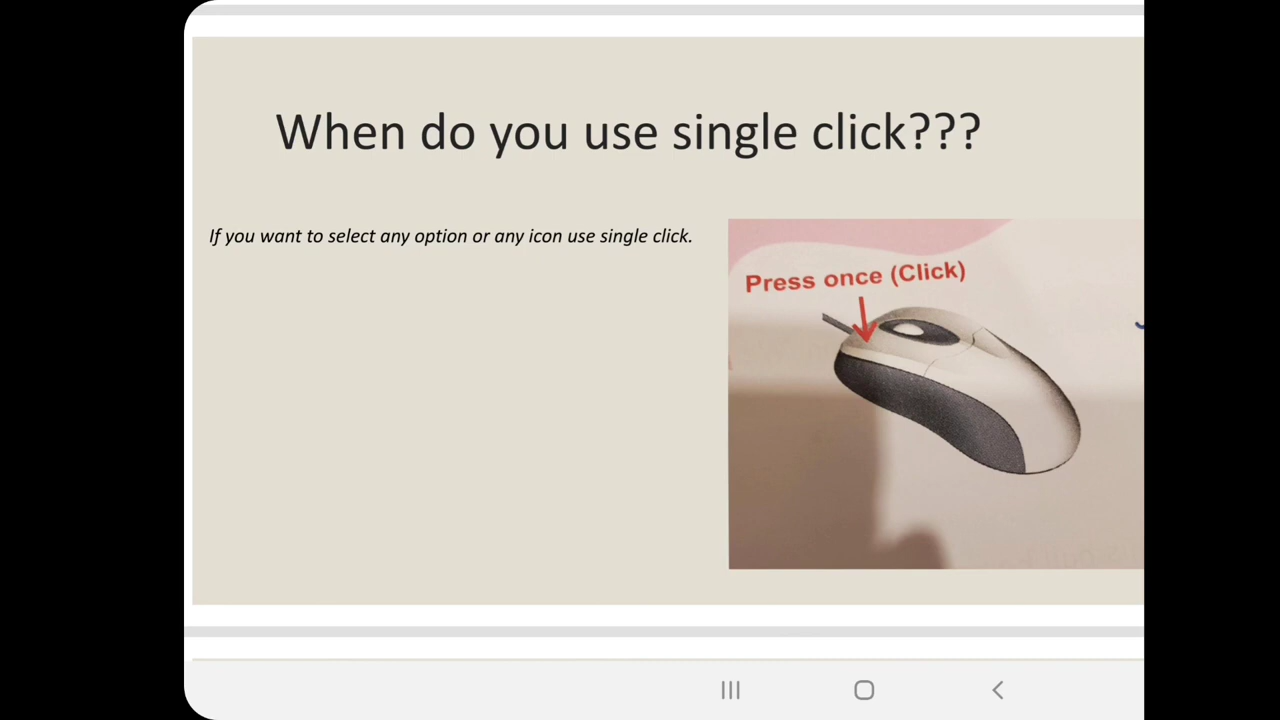 When do you use single click???
If you want to select any option or any icon use single click.
Press once (Click)